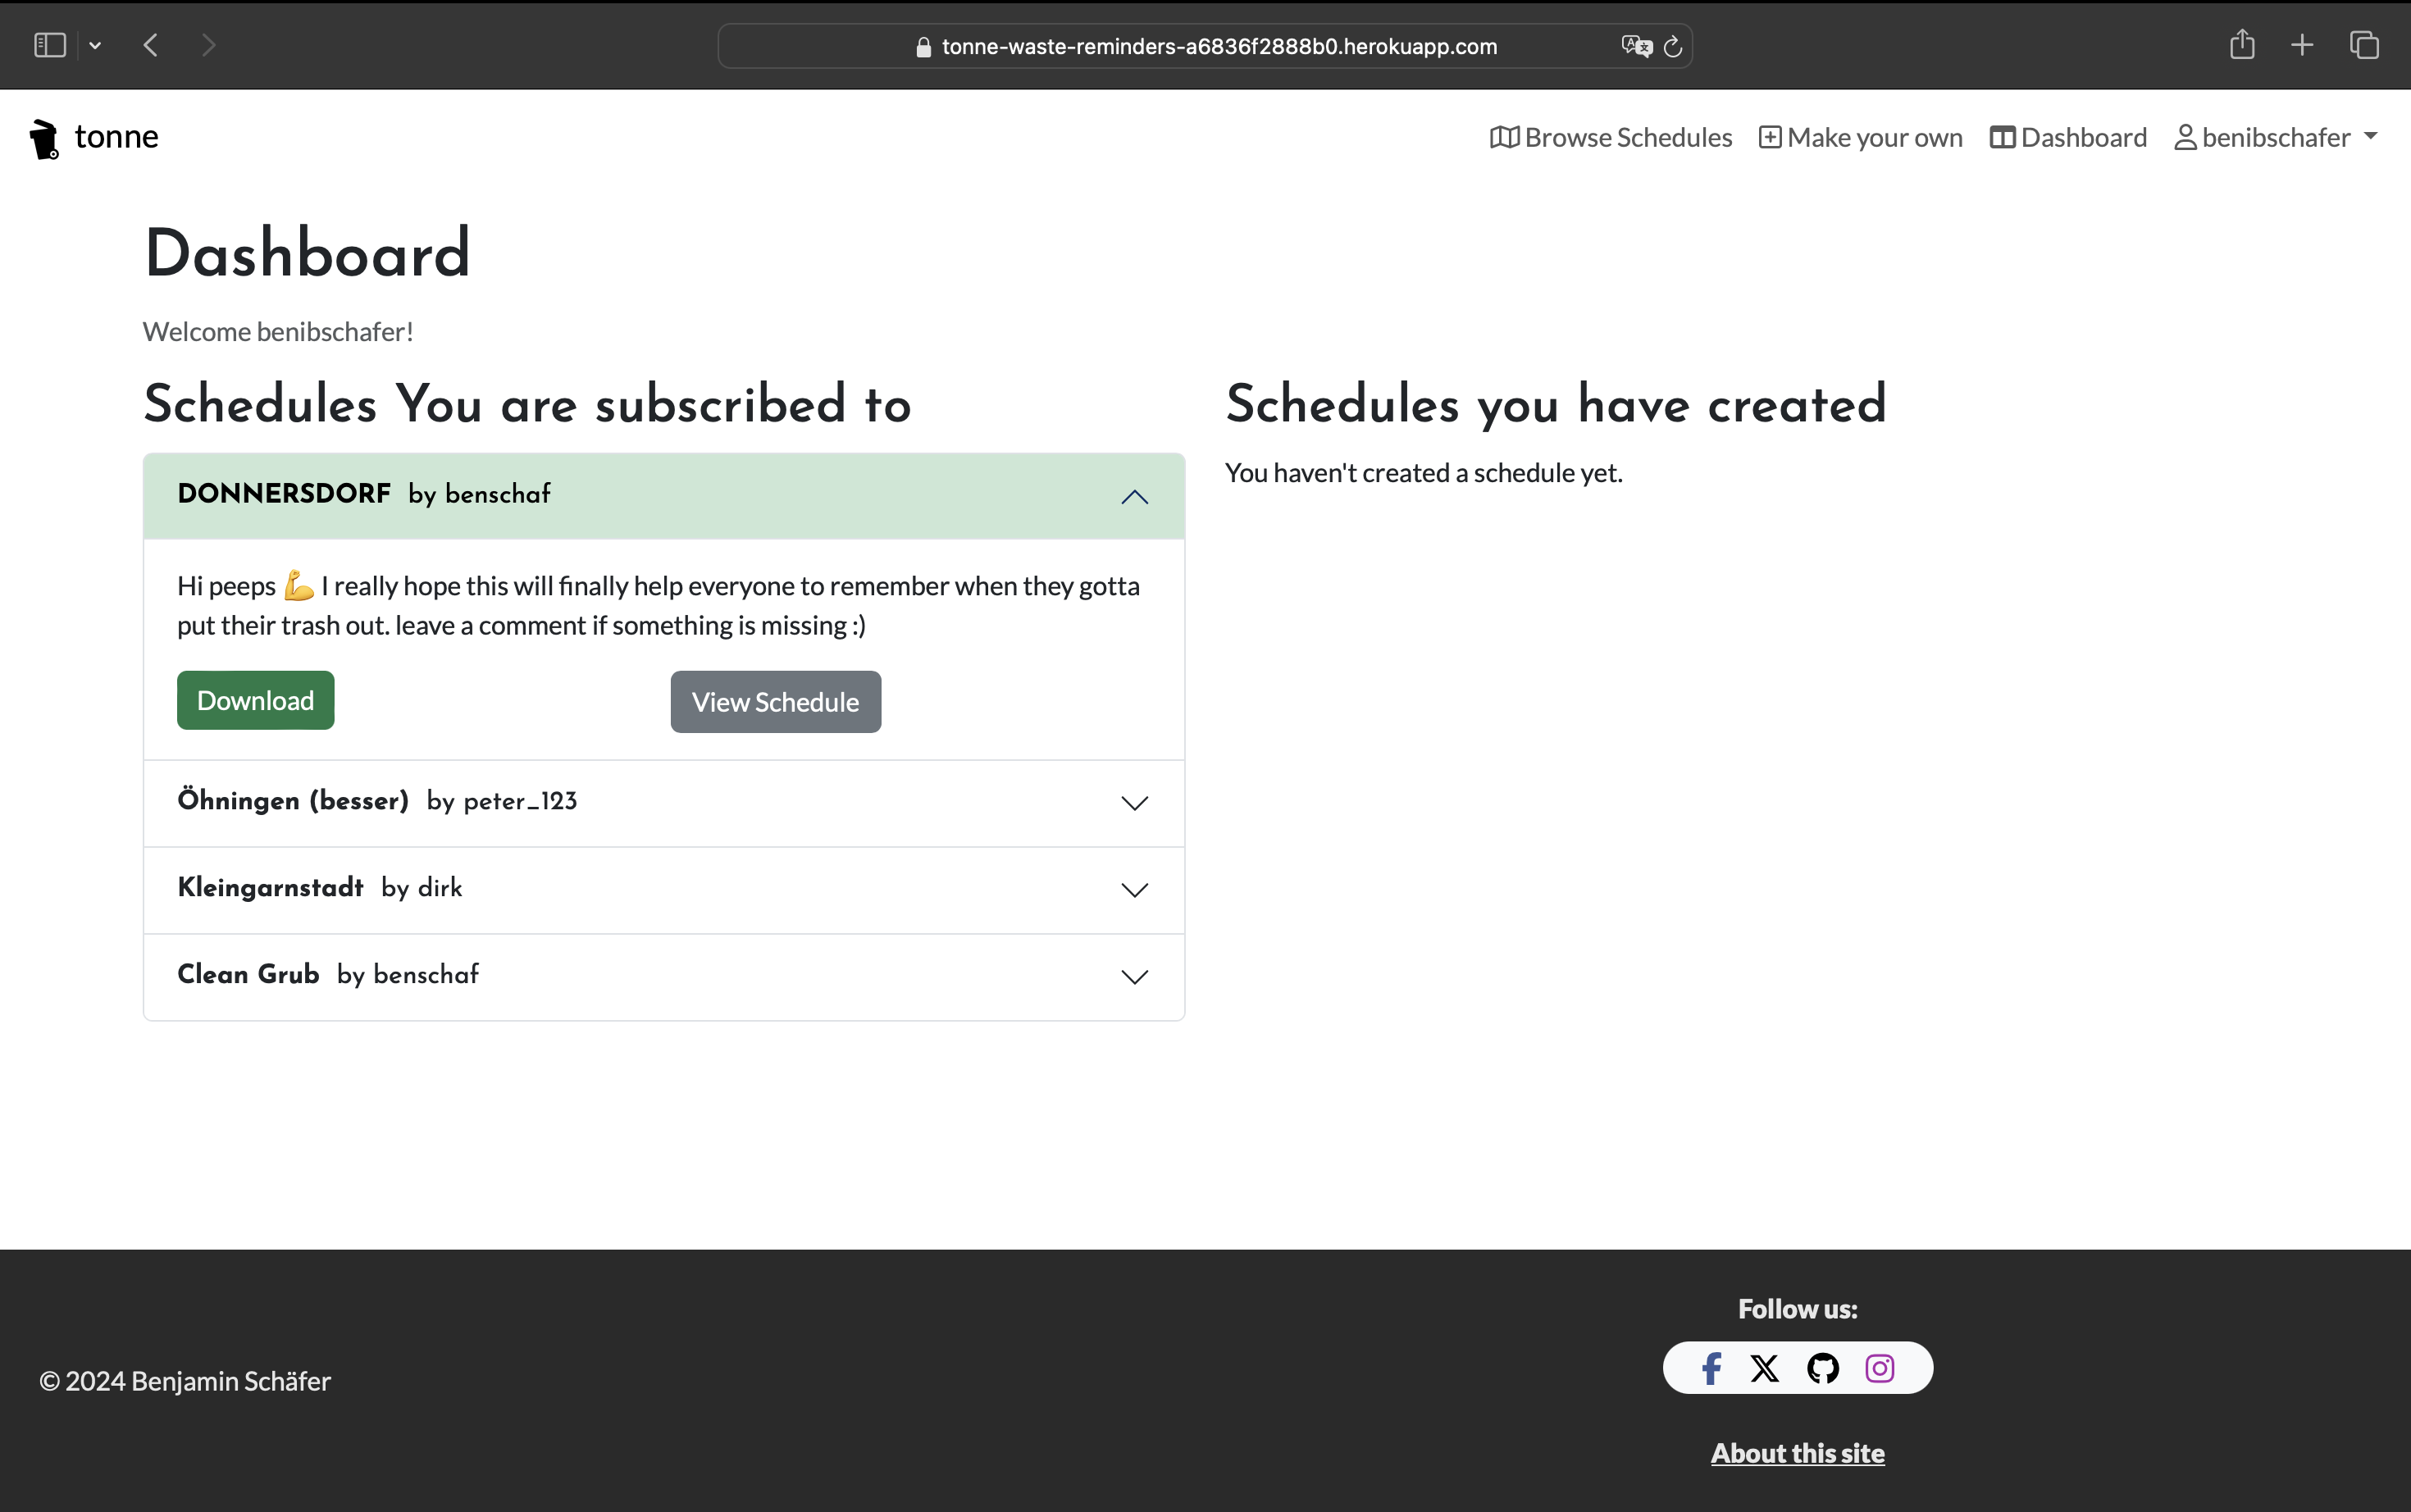 tonne-waste-reminders-a6836f2888b0.herokuapp.com
tonne
Browse Schedules
Make your own
Dashboard
benibschafer
Dashboard
Welcome benibschafer!
Schedules You are subscribed to
DONNERSDORF by benschaf
Hi peeps 💪 I really hope this will finally help everyone to remember when they gotta
put their trash out. leave a comment if something is missing :)
Download
View Schedule
Öhningen (besser) by peter_123
Kleingarnstadt by dirk
Clean Grub by benschaf
Schedules you have created
You haven't created a schedule yet.
© 2024 Benjamin Schäfer
Follow us:
About this site